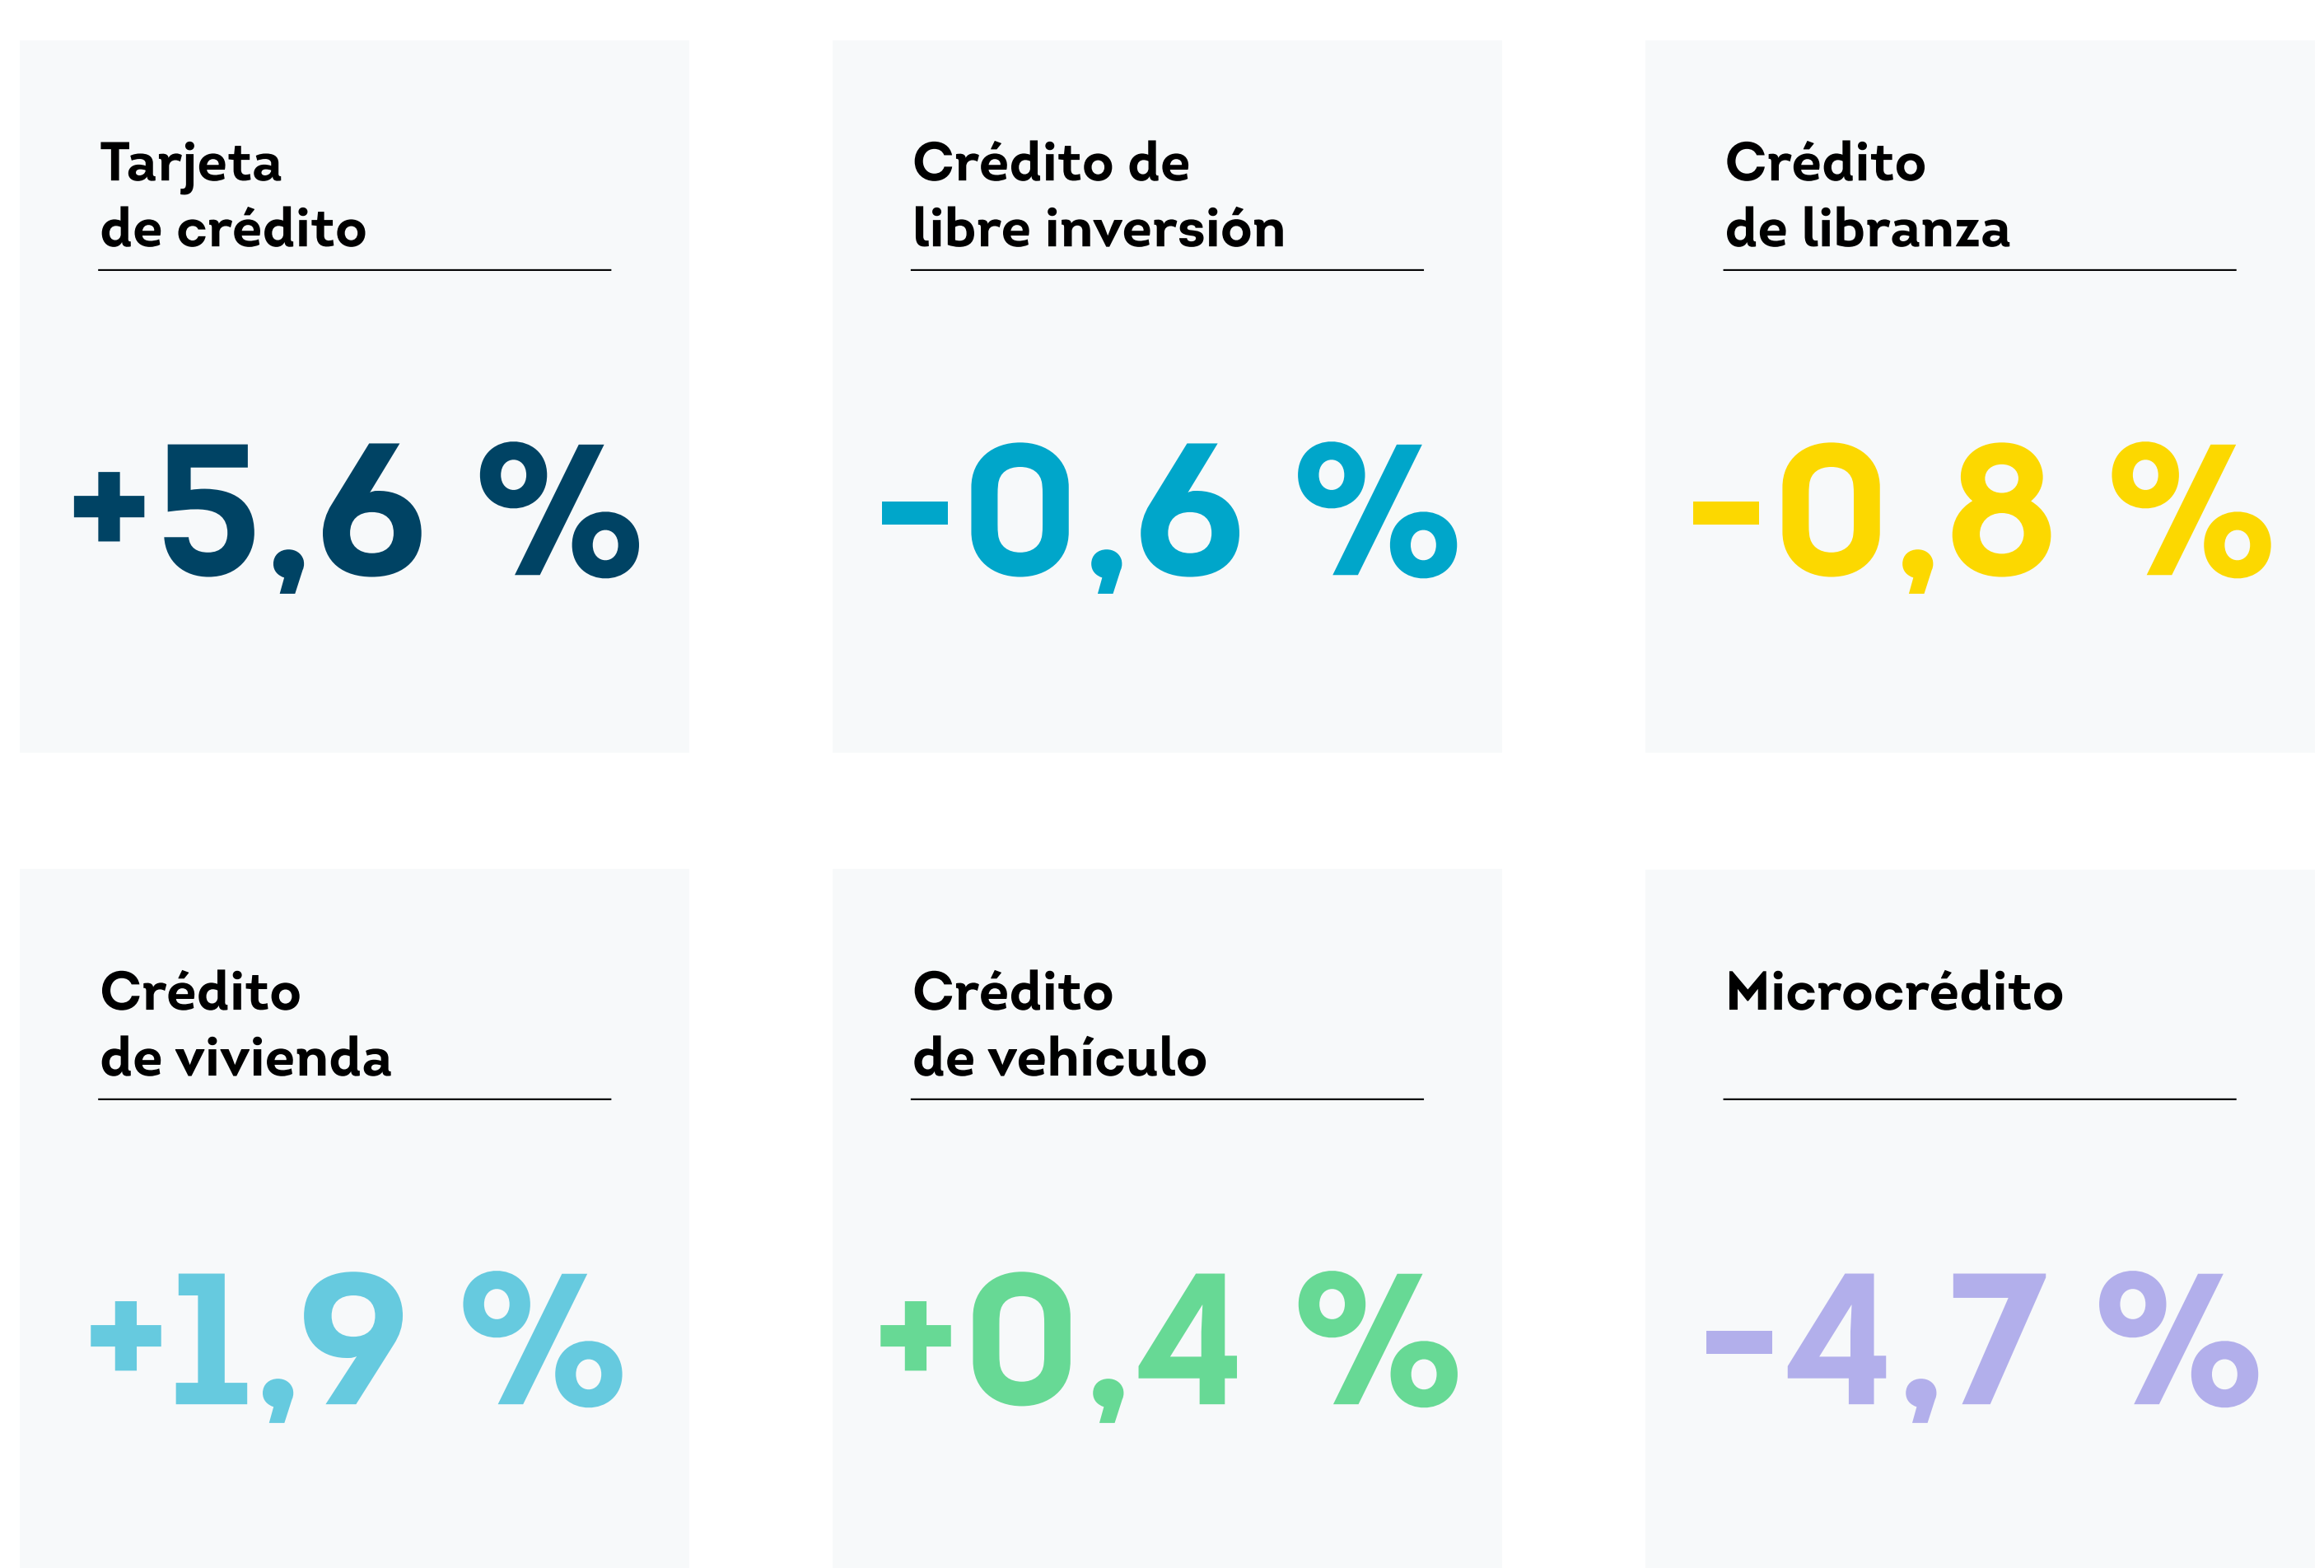 Tarjeta
de crédito
+5,6 %
Crédito de
libre inversión
-0,6 %
Crédito
de libranza
-0,8 %
Crédito
de vivienda
+1,9 %
Crédito
de vehículo
+0,4 %
Microcrédito
-4,7 %